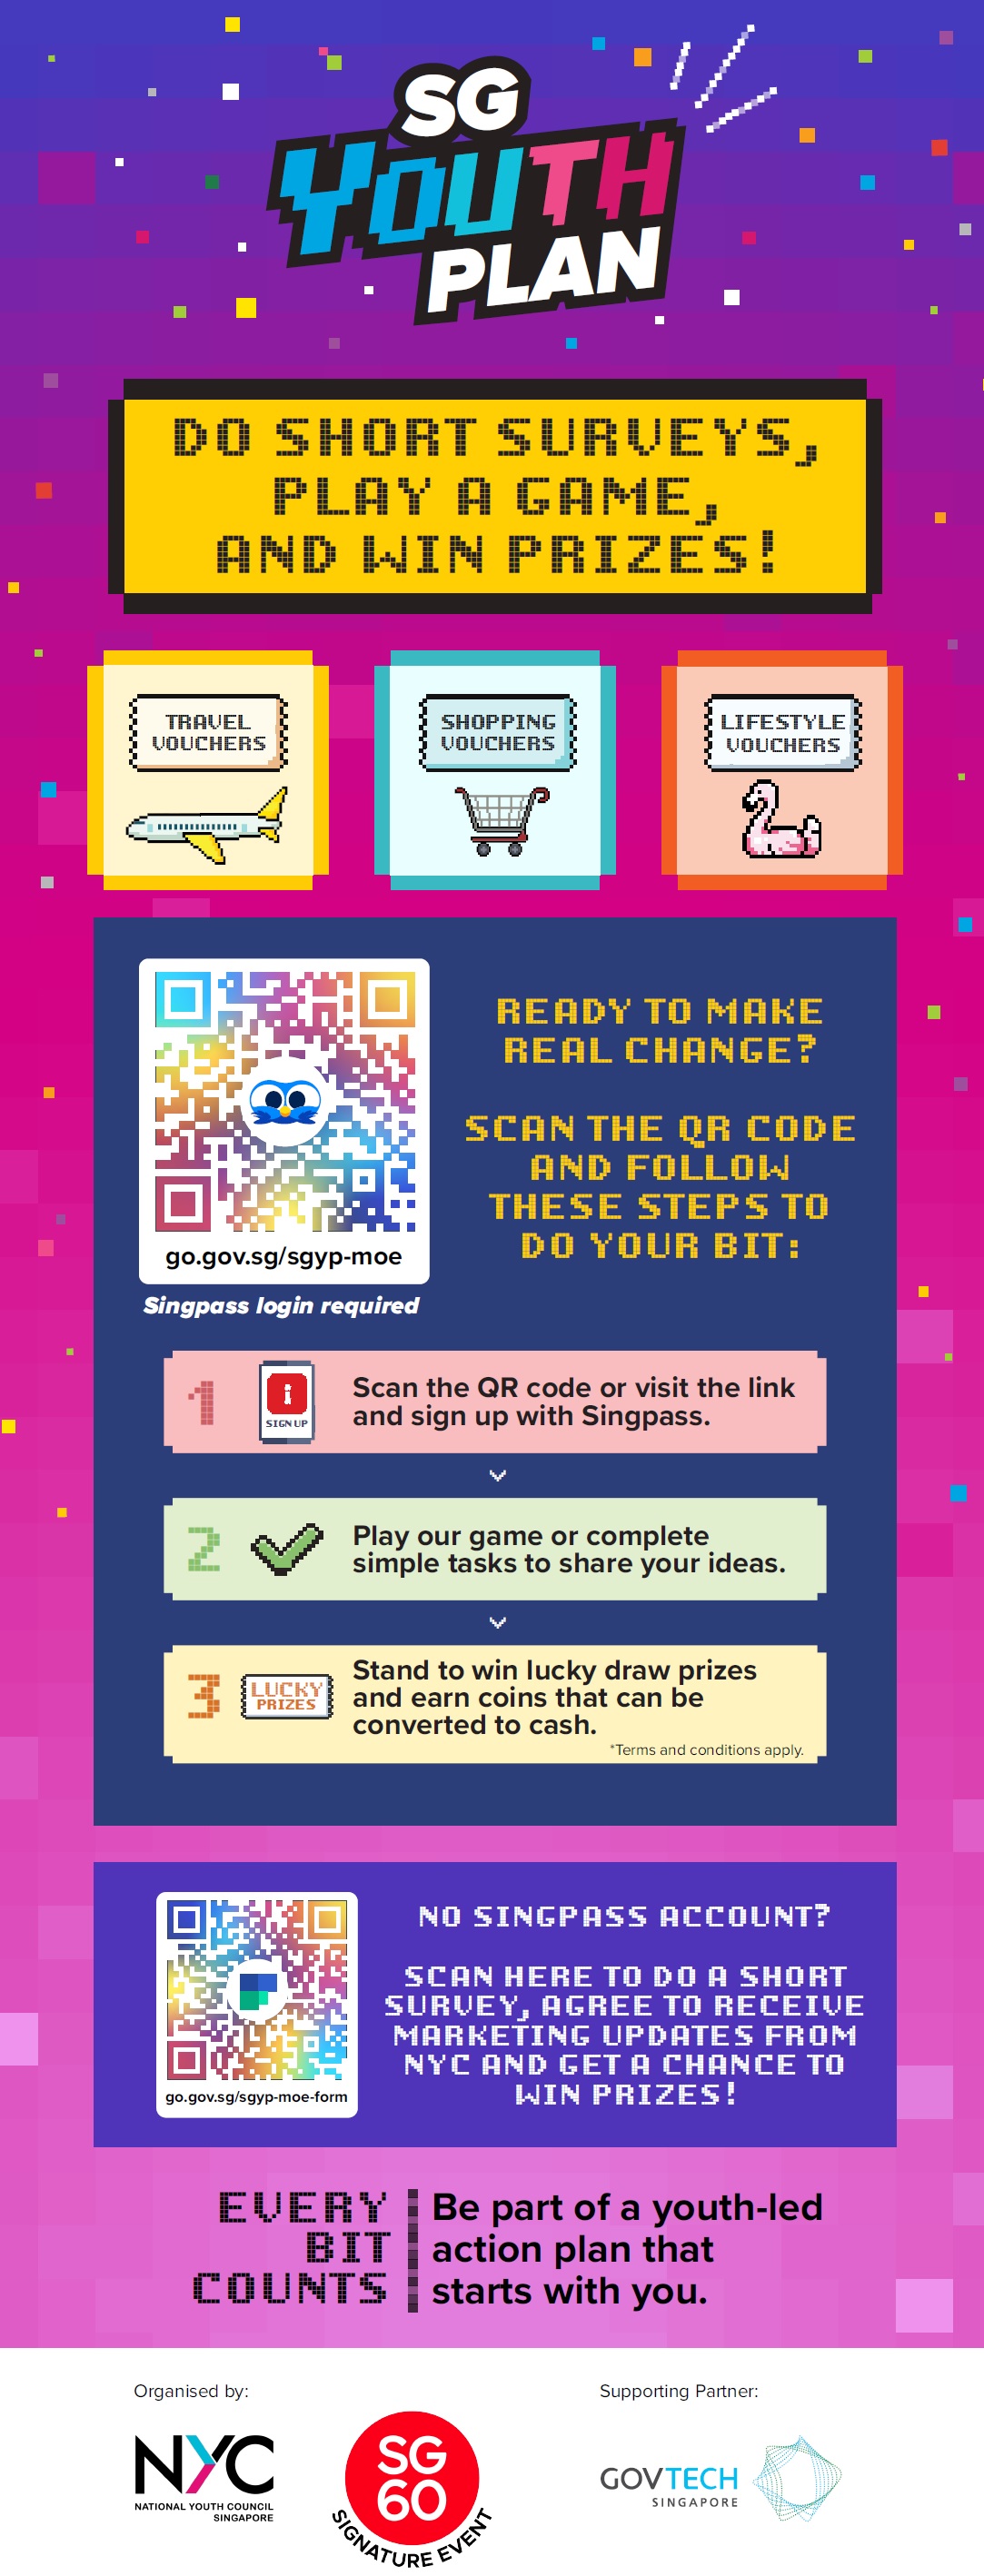 SG
YOUTH
PLAN
DO SHORT SURVEYS,
PLAY A GAME,
AND WIN PRIZES!
TRAVEL
VOUCHERS
SHOPPING
VOUCHERS
LIFESTYLE
VOUCHERS
go.gov.sg/sgyp-moe
Singpass login required
READY TO MAKE
REAL CHANGE?
SCAN THE QR CODE
AND FOLLOW
THESE STEPS TO
DO YOUR BIT:
1
SIGN UP
Scan the QR code or visit the link
and sign up with Singpass.
2
Play our game or complete
simple tasks to share your ideas.
3
LUCKY
PRIZES
Stand to win lucky draw prizes
and earn coins that can be
converted to cash.
*Terms and conditions apply.
go.gov.sg/sgyp-moe-form
NO SINGPASS ACCOUNT?
SCAN HERE TO DO A SHORT
SURVEY, AGREE TO RECEIVE
MARKETING UPDATES FROM
NYC AND GET A CHANCE TO
WIN PRIZES!
EVERY
BIT
COUNTS
Be part of a youth-led
action plan that
starts with you.
Organised by:
NYC
NATIONAL YOUTH COUNCIL
SINGAPORE
SG
60
SIGNATURE EVENT
Supporting Partner:
GOVTECH
SINGAPORE